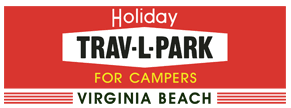 Holiday
TRAV-L-PARK
FOR CAMPERS
VIRGINIA BEACH